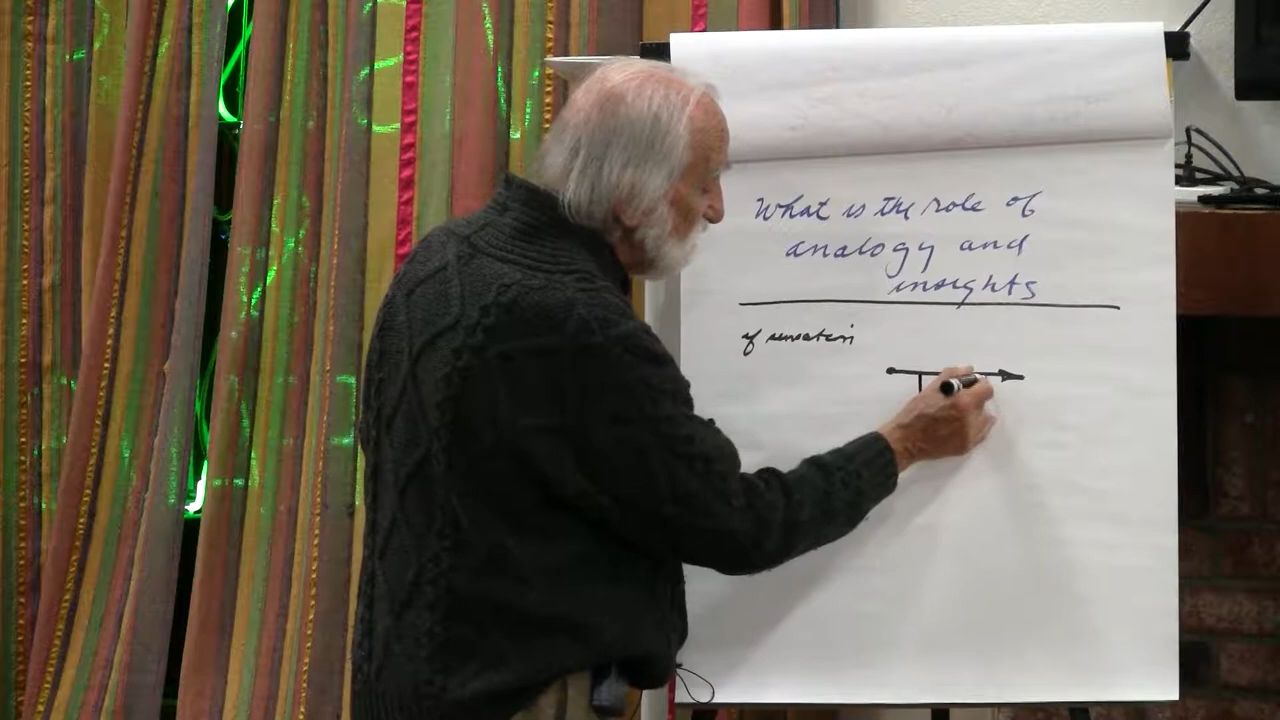 What is the role of
analogy and
insights
of sensation